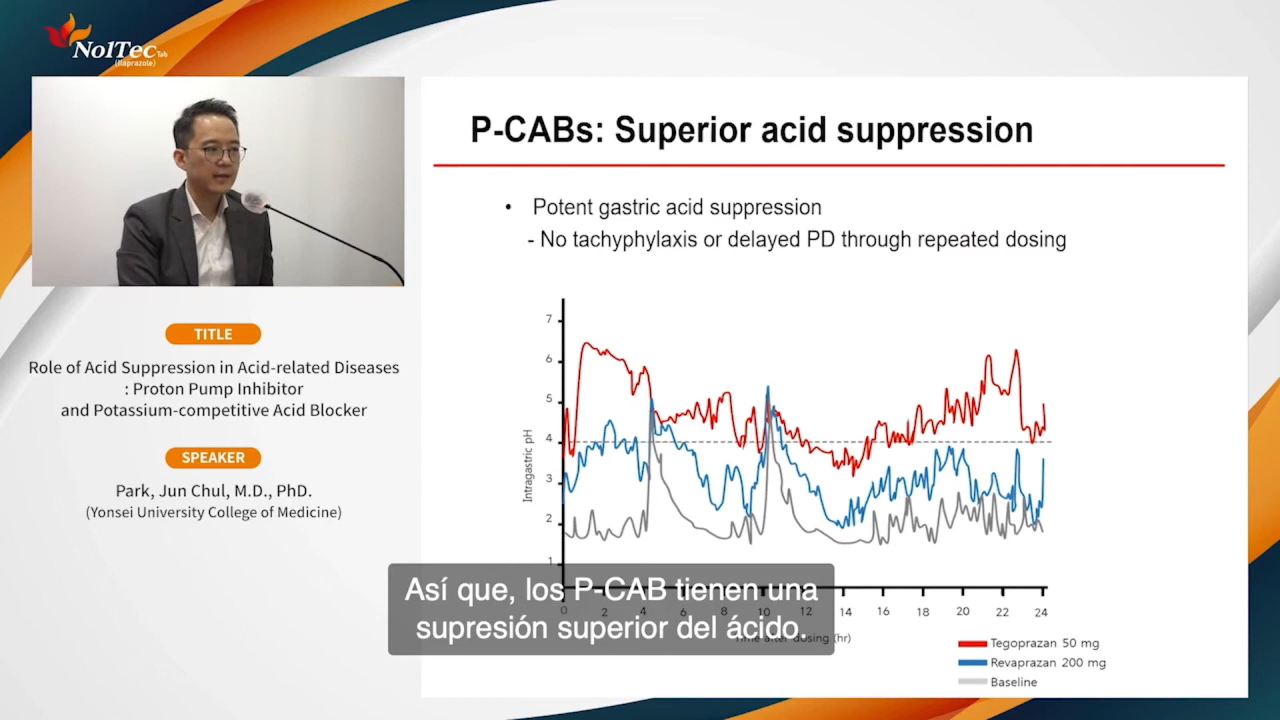 NolTec Tab
(Ilaprazole)
P-CABs: Superior acid suppression
• Potent gastric acid suppression
- No tachyphylaxis or delayed PD through repeated dosing
TITLE
Role of Acid Suppression in Acid-related Diseases
: Proton Pump Inhibitor
and Potassium-competitive Acid Blocker
SPEAKER
Park, Jun Chul, M.D., PhD.
(Yonsei University College of Medicine)
Intragastric pH
7
6
5
4
3
2
1
0 2 4 6 8 10 12 14 16 18 20 22 24
Time after dosing (hr)
Tegoprazan 50 mg
Revaprazan 200 mg
Baseline
Así que, los P-CAB tienen una
supresión superior del ácido.